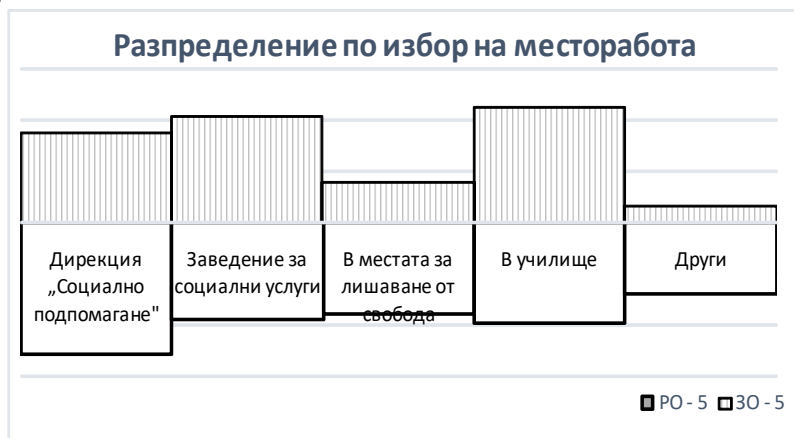 Разпределение по избор на месторабота
Дирекция
„Социално
подпомагане"
Заведение за
социални услуги
В местата за
лишаване от
свобода
В училище
Други
РО - 5 ЗО - 5